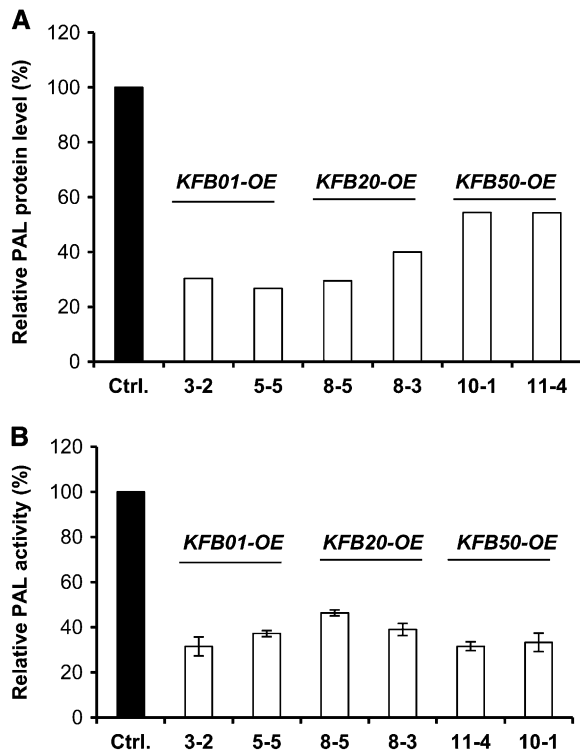 A
Relative PAL protein level (%)
120
100
80
60
40
20
0
KFB01-OE KFB20-OE KFB50-OE
Ctrl. 3-2 5-5 8-5 8-3 10-1 11-4
B
Relative PAL activity (%)
120
100
80
60
40
20
0
KFB01-OE KFB20-OE KFB50-OE
Ctrl. 3-2 5-5 8-5 8-3 11-4 10-1